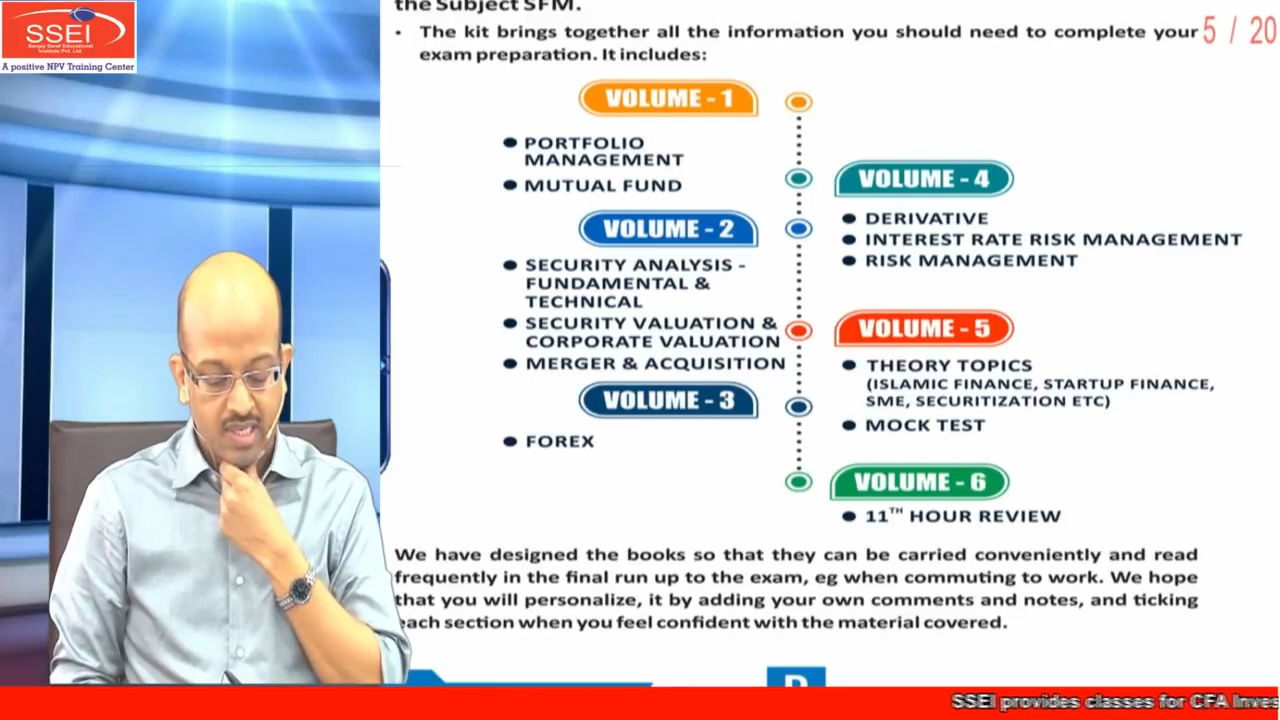 SSEI
Sanjay Saraf Educational
Institute Pvt. Ltd.
A positive NPV Training Center
the Subject SFM.
• The kit brings together all the information you should need to complete your
exam preparation. It includes:
5 / 20
VOLUME - 1
● PORTFOLIO
MANAGEMENT
● MUTUAL FUND
VOLUME - 2
● SECURITY ANALYSIS -
FUNDAMENTAL &
TECHNICAL
● SECURITY VALUATION &
CORPORATE VALUATION
● MERGER & ACQUISITION
VOLUME - 3
● FOREX
VOLUME - 4
● DERIVATIVE
● INTEREST RATE RISK MANAGEMENT
● RISK MANAGEMENT
VOLUME - 5
● THEORY TOPICS
(ISLAMIC FINANCE, STARTUP FINANCE,
SME, SECURITIZATION ETC)
● MOCK TEST
VOLUME - 6
● 11TH HOUR REVIEW
We have designed the books so that they can be carried conveniently and read
frequently in the final run up to the exam, eg when commuting to work. We hope
that you will personalize, it by adding your own comments and notes, and ticking
each section when you feel confident with the material covered.
SSEI provides classes for CFA Inves